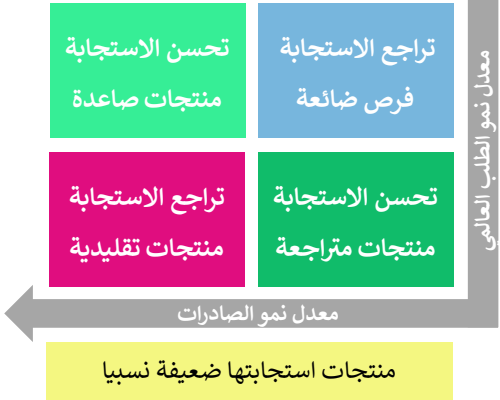 تراجع الاستجابة
فرص ضائعة
تحسن الاستجابة
منتجات صاعدة
معدل نمو الطلب العالمي
تحسن الاستجابة
منتجات متراجعة
تراجع الاستجابة
منتجات تقليدية
معدل نمو الصادرات
منتجات استجابتها ضعيفة نسبيا